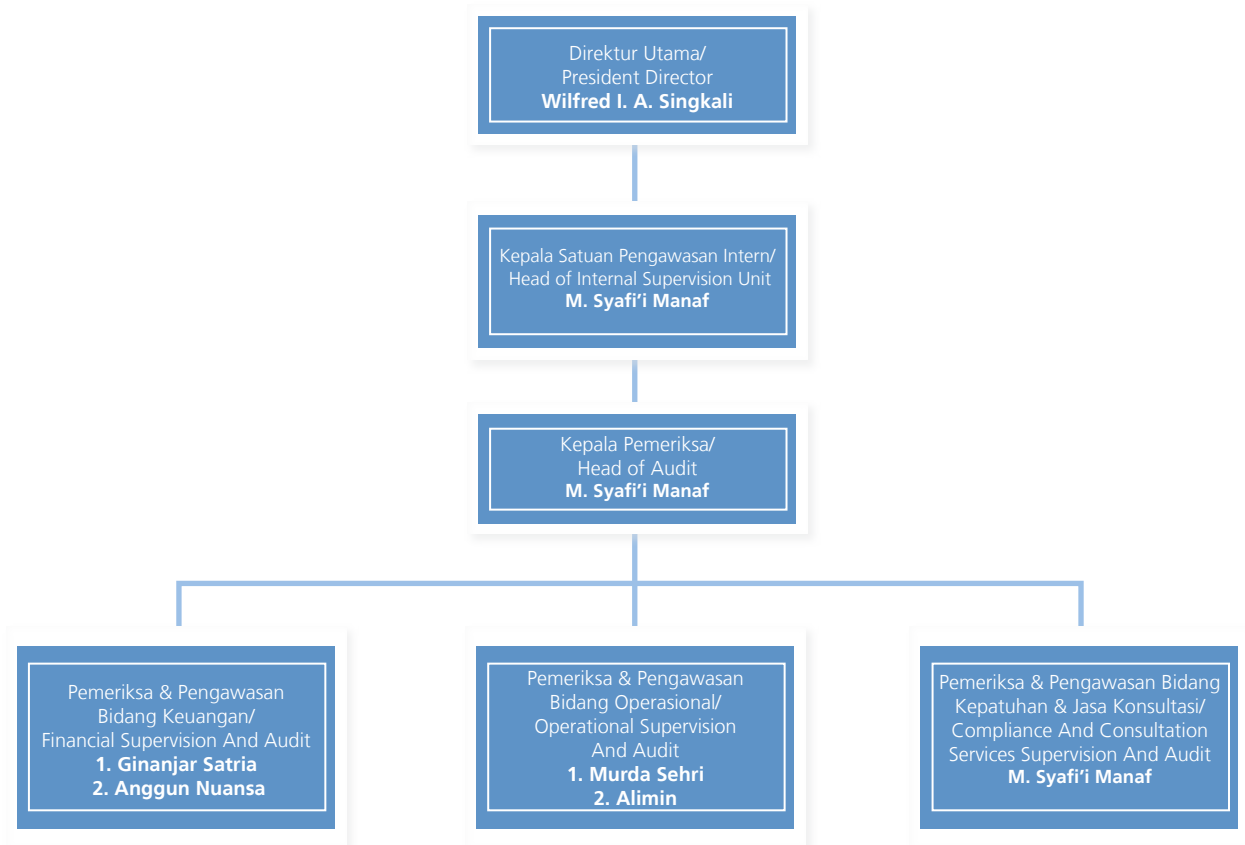 Direktur Utama/
President Director
Wilfred I. A. Singkali
Kepala Satuan Pengawasan Intern/
Head of Internal Supervision Unit
M. Syafi'i Manaf
Kepala Pemeriksa/
Head of Audit
M. Syafi'i Manaf
Pemeriksa & Pengawasan
Bidang Keuangan/
Financial Supervision And Audit
1. Ginanjar Satria
2. Anggun Nuansa
Pemeriksa & Pengawasan
Bidang Operasional/
Operational Supervision
And Audit
1. Murda Sehri
2. Alimin
Pemeriksa & Pengawasan Bidang
Kepatuhan & Jasa Konsultasi/
Compliance And Consultation
Services Supervision And Audit
M. Syafi'i Manaf